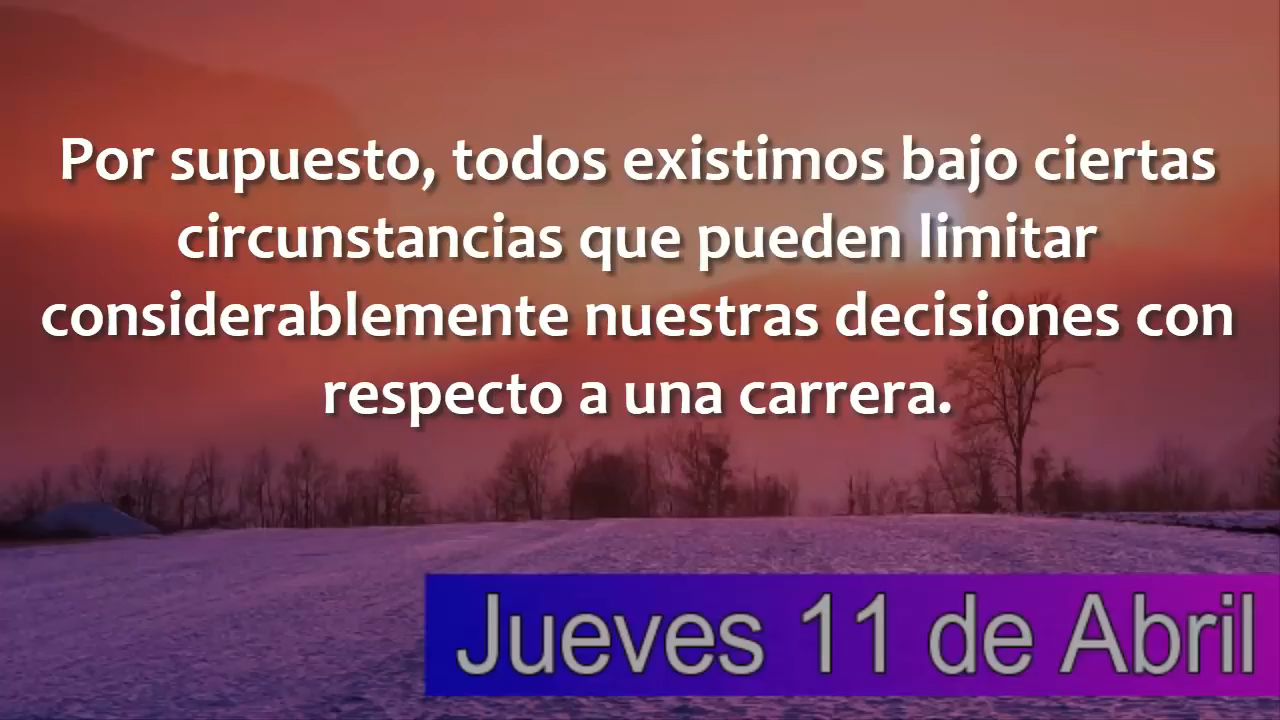 Por supuesto, todos existimos bajo ciertas
circunstancias que pueden limitar
considerablemente nuestras decisiones con
respecto a una carrera.
Jueves 11 de Abril